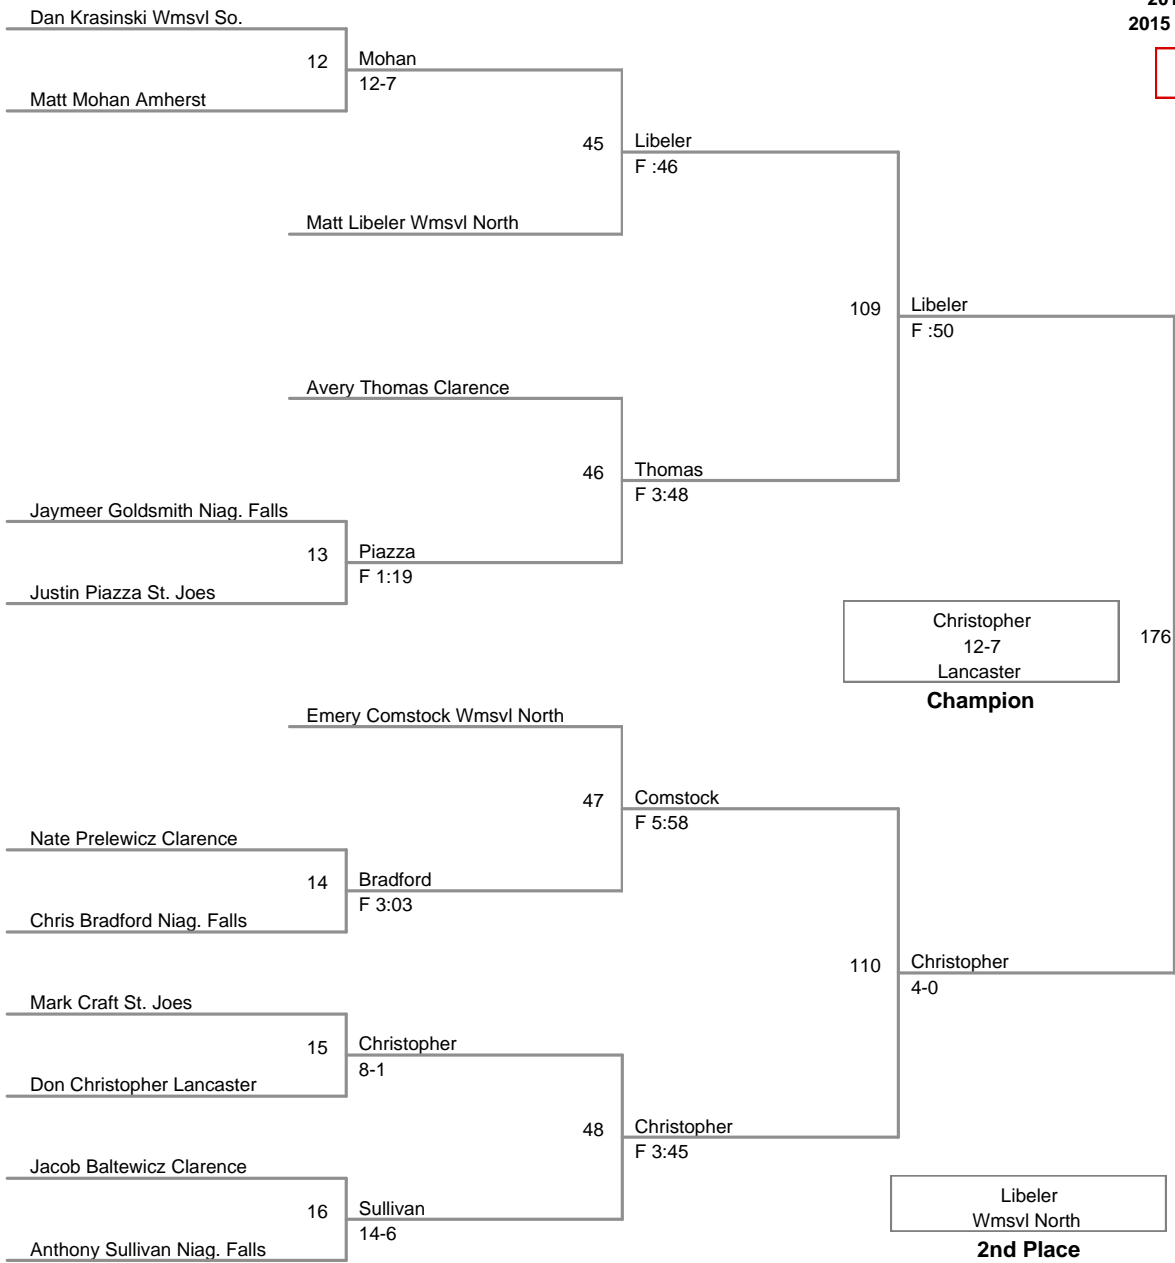 201
2015
Dan Krasinski Wmsvl So.
12
Mohan
12-7
Matt Mohan Amherst
45
Libeler
F :46
Matt Libeler Wmsvl North
109
Libeler
F :50
Avery Thomas Clarence
46
Thomas
F 3:48
Jaymeer Goldsmith Niag. Falls
13
Piazza
F 1:19
Justin Piazza St. Joes
Christopher
12-7
Lancaster
Champion
176
Emery Comstock Wmsvl North
47
Comstock
F 5:58
Nate Prelewicz Clarence
14
Bradford
F 3:03
Chris Bradford Niag. Falls
110
Christopher
4-0
Mark Craft St. Joes
15
Christopher
8-1
Don Christopher Lancaster
48
Christopher
F 3:45
Jacob Baltewicz Clarence
16
Sullivan
14-6
Anthony Sullivan Niag. Falls
Libeler
Wmsvl North
2nd Place